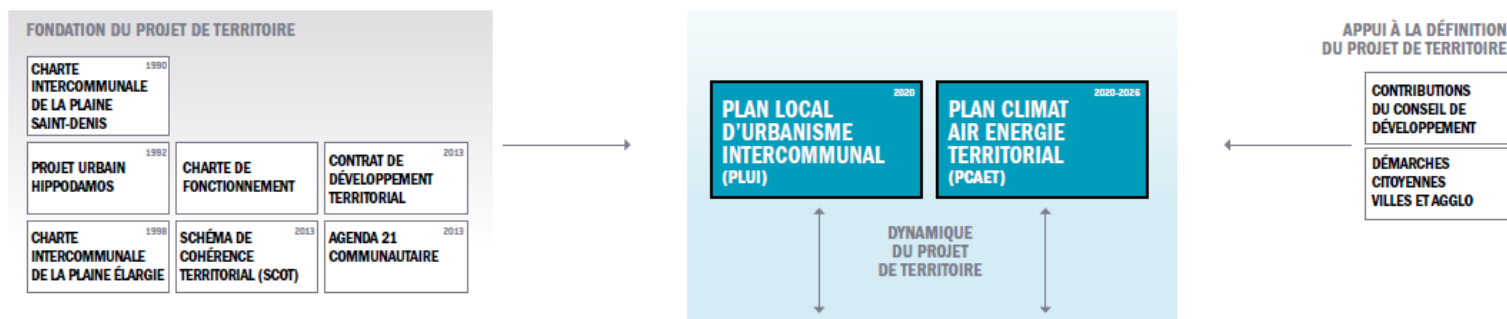 FONDATION DU PROJET DE TERRITOIRE
CHARTE 1990
INTERCOMMUNALE
DE LA PLAINE
SAINT-DENIS
PROJET URBAIN 1992
HIPPODAMOS
CHARTE DE
FONCTIONNEMENT
CONTRAT DE 2013
DÉVELOPPEMENT
TERRITORIAL
CHARTE 1998
INTERCOMMUNALE
DE LA PLAINE ÉLARGIE
SCHÉMA DE 2013
COHÉRENCE
TERRITORIAL (SCOT)
AGENDA 21 2013
COMMUNAUTAIRE
2020
PLAN LOCAL
D'URBANISME
INTERCOMMUNAL
(PLUI)
2020-2026
PLAN CLIMAT
AIR ENERGIE
TERRITORIAL
(PCAET)
DYNAMIQUE
DU PROJET
DE TERRITOIRE
APPUI À LA DÉFINITION
DU PROJET DE TERRITOIRE
CONTRIBUTIONS
DU CONSEIL DE
DÉVELOPPEMENT
DÉMARCHES
CITOYENNES
VILLES ET AGGLO